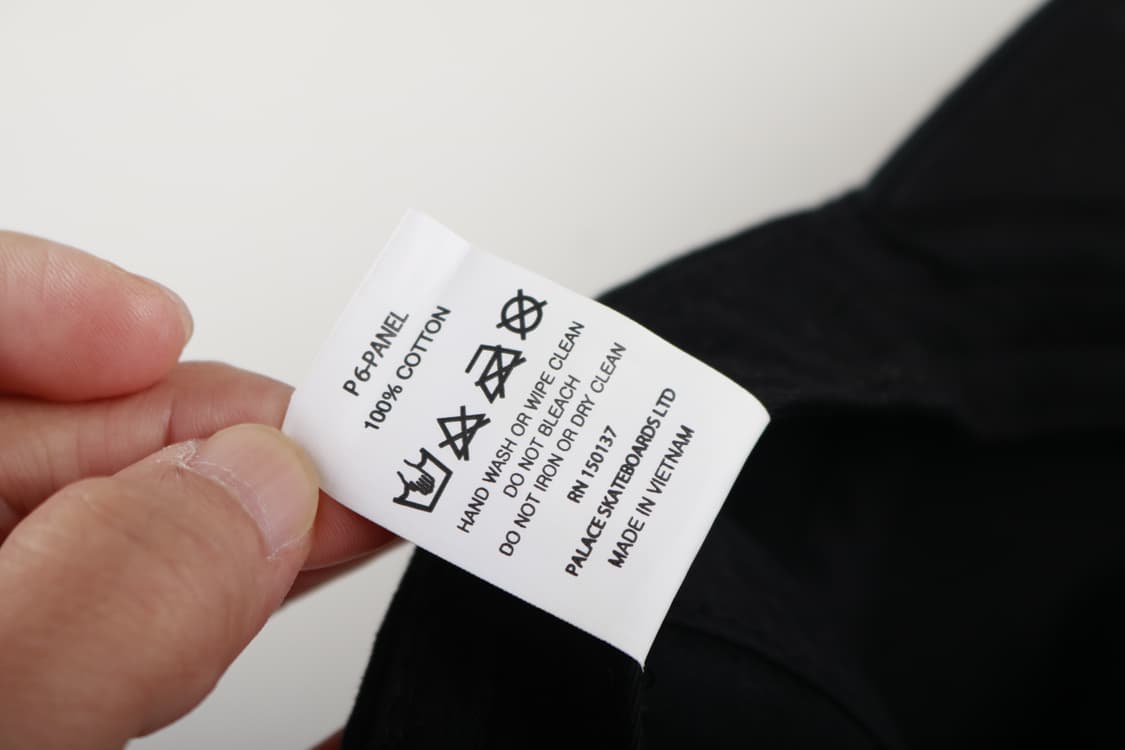 P 6-PANEL
100% COTTON
HAND WASH OR WIPE CLEAN
DO NOT BLEACH
DO NOT IRON OR DRY CLEAN
RN 150137
PALACE SKATEBOARDS LTD
MADE IN VIETNAM